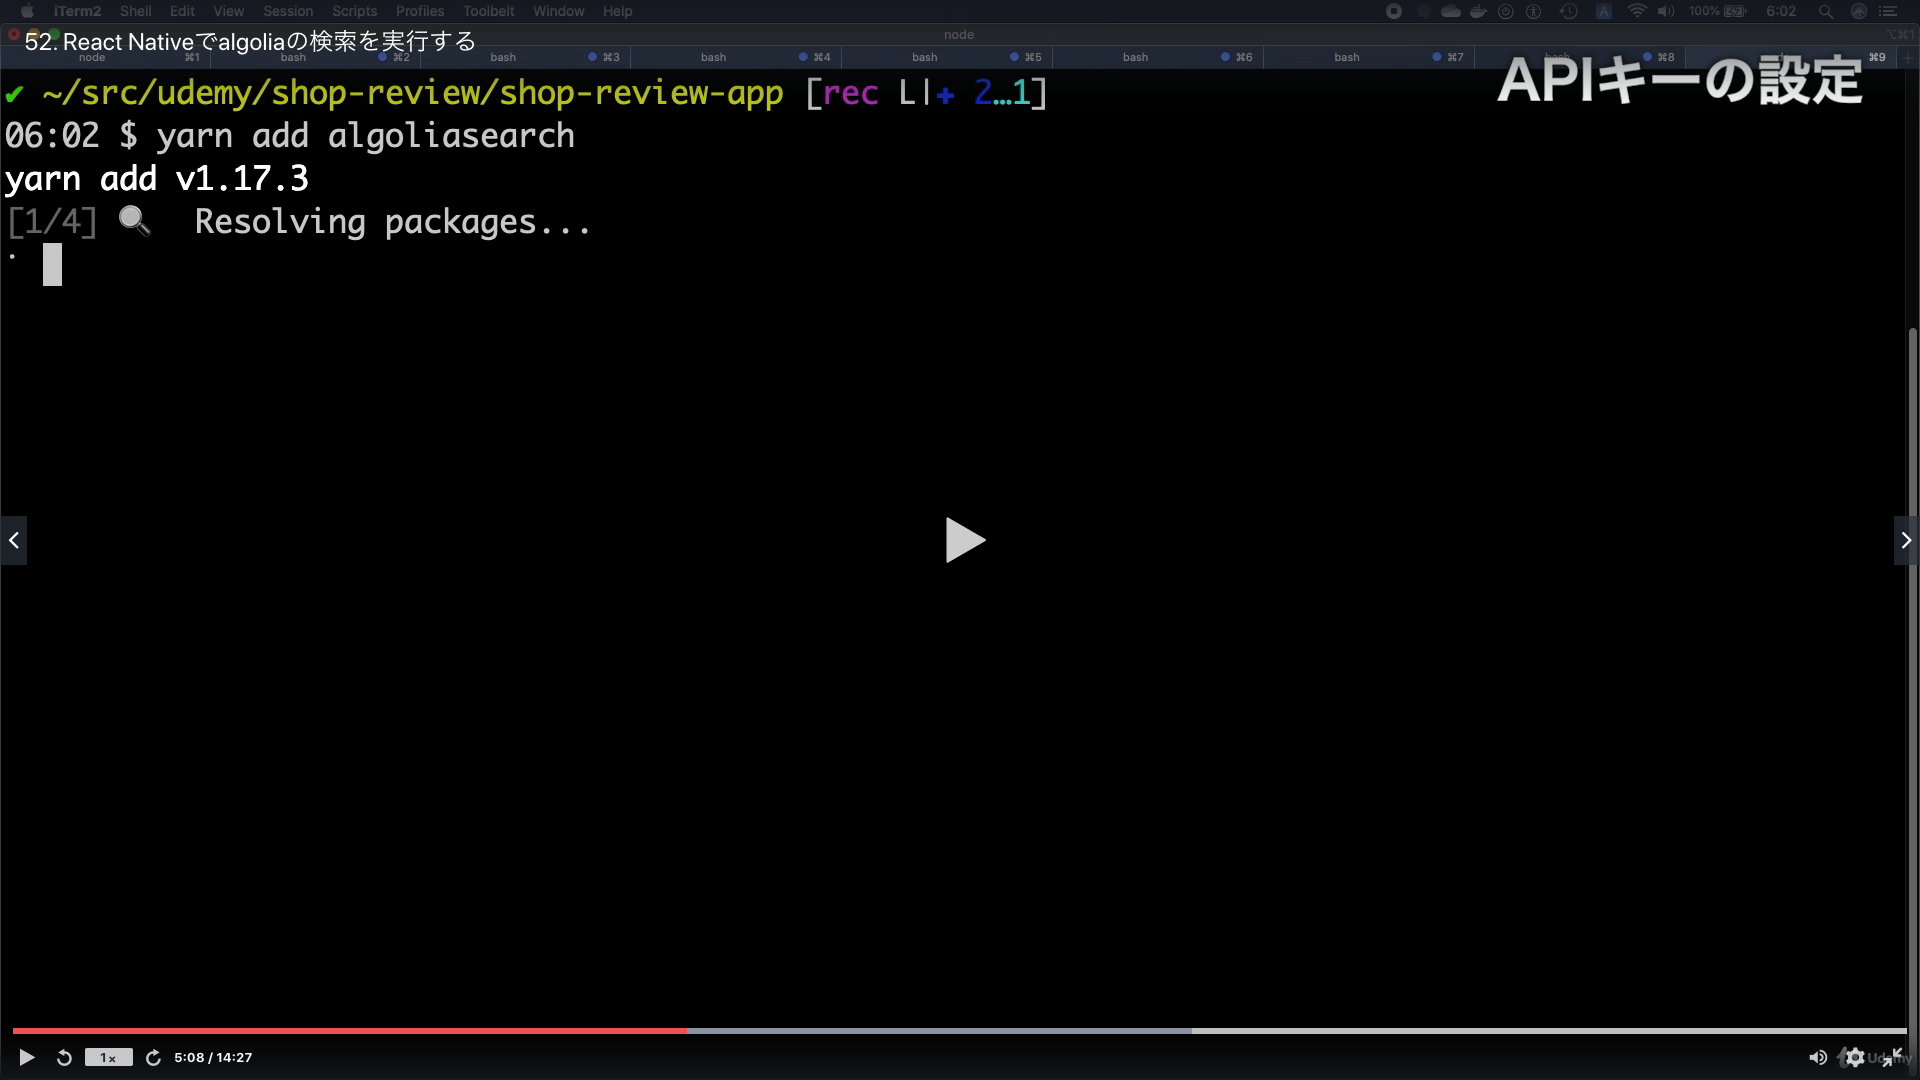 iTerm2 Shell Edit View Session Scripts Profiles Toolbelt Window Help 100% 6:02
node ⌥⌘1
52. React Nativeでalgoliaの検索を実行する
node ⌘1 bash ⌘2 bash ⌘3 bash ⌘4 bash ⌘5 bash ⌘6 bash ⌘7 bash ⌘8 ⌘9
APIキーの設定
✔ ~/src/udemy/shop-review/shop-review-app [rec L|+ 2…1]
06:02 $ yarn add algoliasearch
yarn add v1.17.3
[1/4] 🔍 Resolving packages...
1x 5:08 / 14:27
Udemy